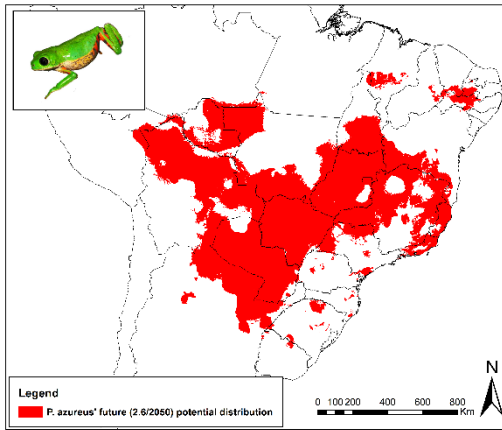 N
Legend
P. azureus' future (2.6/2050) potential distribution
0 100 200 400 600 800
Km